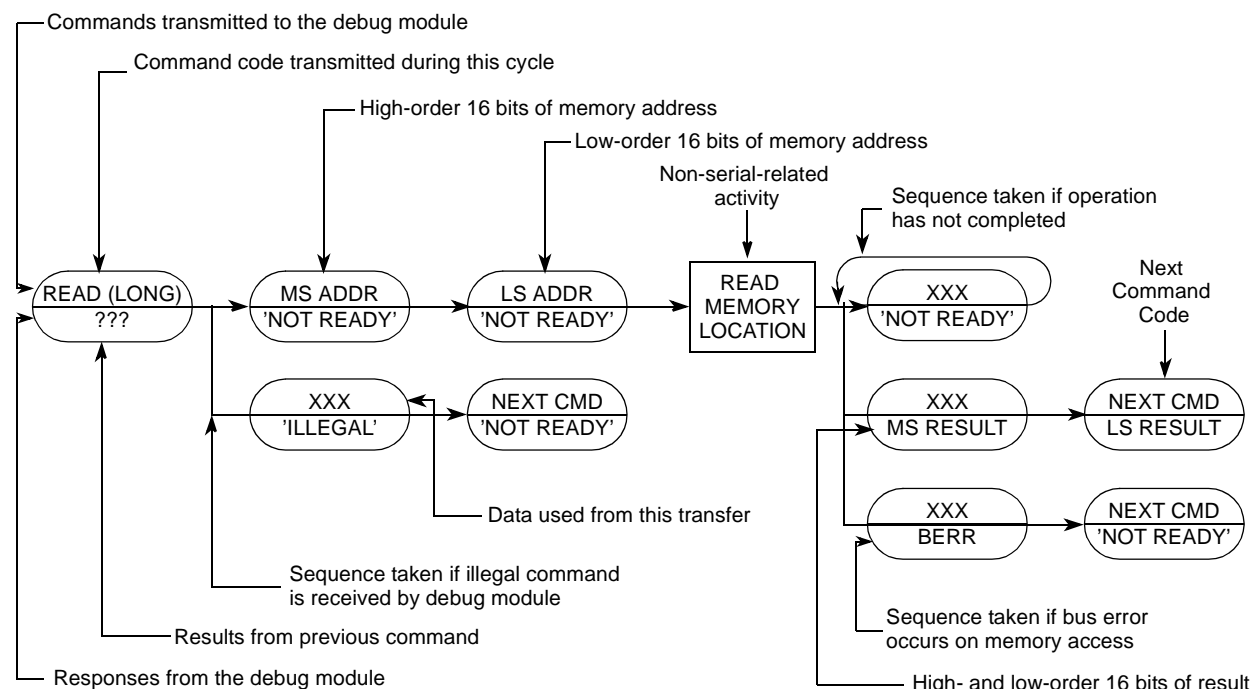 Commands transmitted to the debug module
Command code transmitted during this cycle
High-order 16 bits of memory address
Low-order 16 bits of memory address
Non-serial-related
activity
Sequence taken if operation
has not completed
Next
Command
Code
READ (LONG)
???
MS ADDR
'NOT READY'
LS ADDR
'NOT READY'
READ
MEMORY
LOCATION
XXX
'NOT READY'
XXX
'ILLEGAL'
NEXT CMD
'NOT READY'
XXX
MS RESULT
NEXT CMD
LS RESULT
XXX
BERR
NEXT CMD
'NOT READY'
Data used from this transfer
Sequence taken if illegal command
is received by debug module
Results from previous command
Sequence taken if bus error
occurs on memory access
Responses from the debug module
High- and low-order 16 bits of result